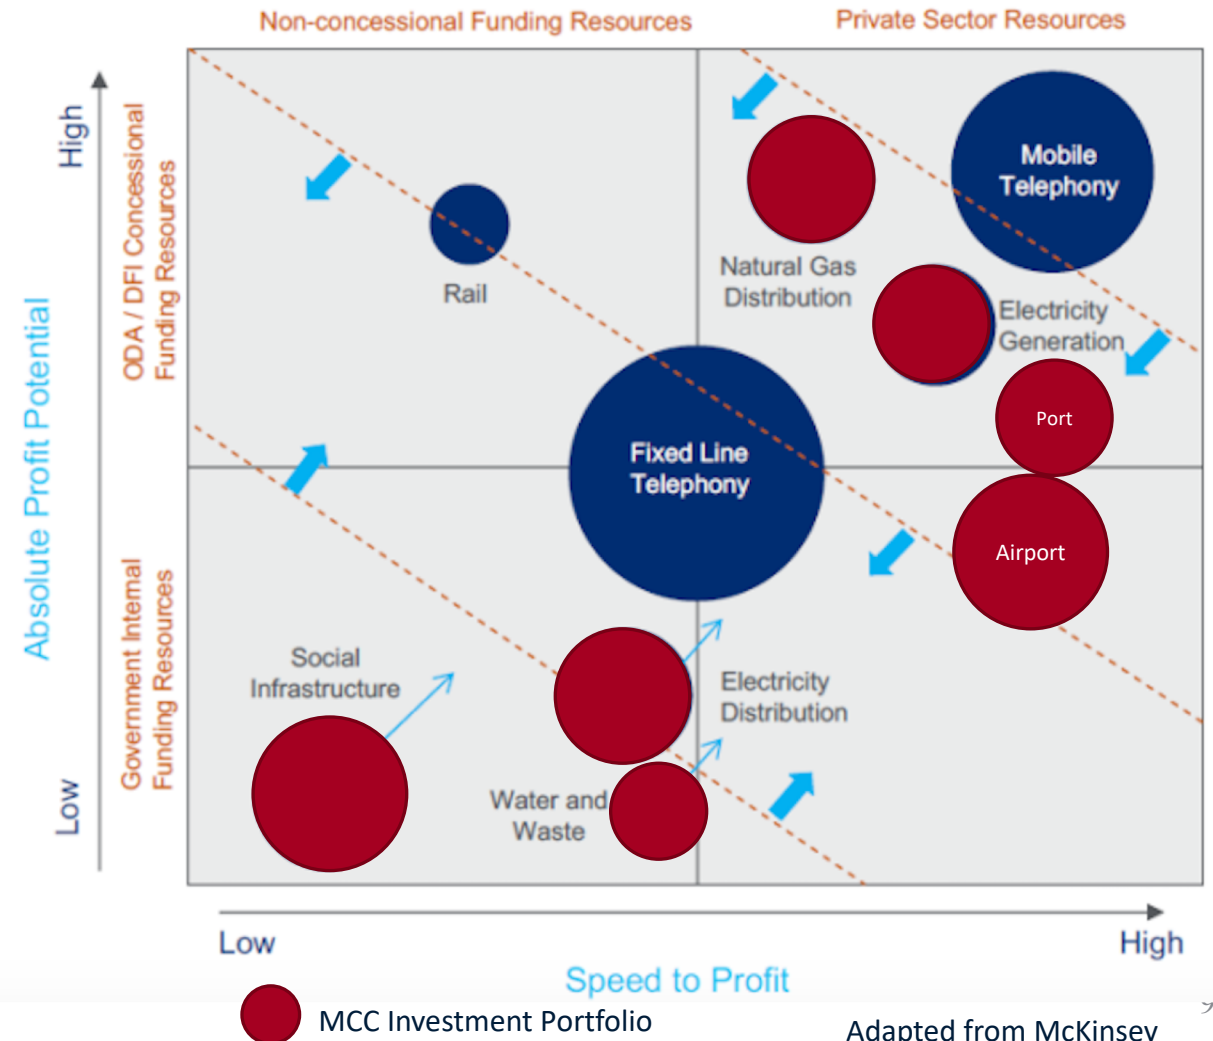 Non-concessional Funding Resources
Private Sector Resources
High
ODA / DFI Concessional
Funding Resources
Absolute Profit Potential
Government Internal
Funding Resources
Low
Mobile
Telephony
Natural Gas
Distribution
Rail
Electricity
Generation
Port
Fixed Line
Telephony
Airport
Social
Infrastructure
Electricity
Distribution
Water and
Waste
Low
High
Speed to Profit
9
MCC Investment Portfolio
Adapted from McKinsey